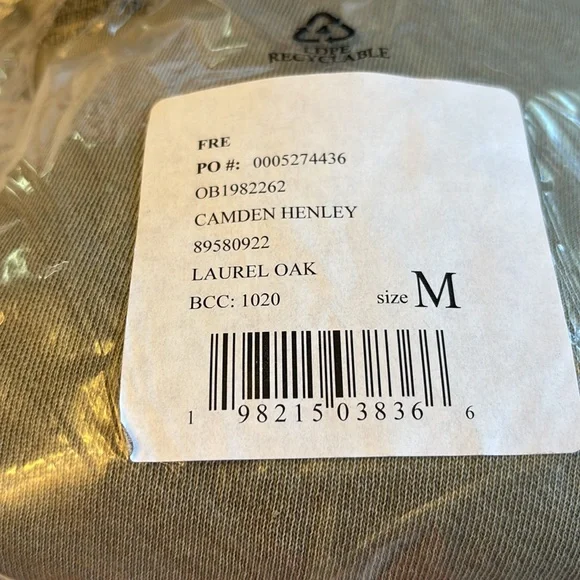 LDPE
RECYCLABLE
FRE
PO #: 0005274436
OB1982262
CAMDEN HENLEY
89580922
LAUREL OAK
BCC: 1020 size M
1 98215 03836 6